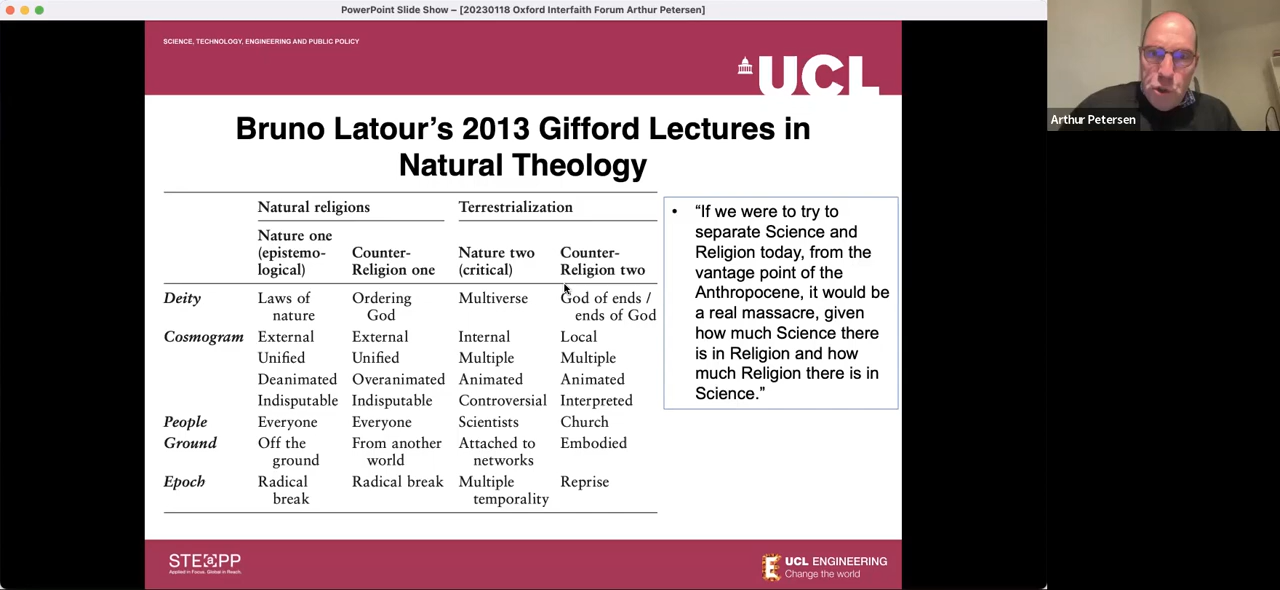 PowerPoint Slide Show – [20230118 Oxford Interfaith Forum Arthur Petersen]
SCIENCE, TECHNOLOGY, ENGINEERING AND PUBLIC POLICY
UCL
Bruno Latour’s 2013 Gifford Lectures in
Natural Theology
Natural religions Terrestrialization
Nature one (epistemo-logical) Counter-Religion one Nature two (critical) Counter-Religion two
Deity Laws of nature Ordering God Multiverse God of ends / ends of God
Cosmogram External External Internal Local
Unified Unified Multiple Multiple
Deanimated Overanimated Animated Animated
Indisputable Indisputable Controversial Interpreted
People Everyone Everyone Scientists Church
Ground Off the ground From another world Attached to networks Embodied
Epoch Radical break Radical break Multiple temporality Reprise
• “If we were to try to
separate Science and
Religion today, from the
vantage point of the
Anthropocene, it would be
a real massacre, given
how much Science there
is in Religion and how
much Religion there is in
Science.”
STEaPP
Applied in Focus. Global in Reach.
UCL ENGINEERING
Change the world
Arthur Petersen